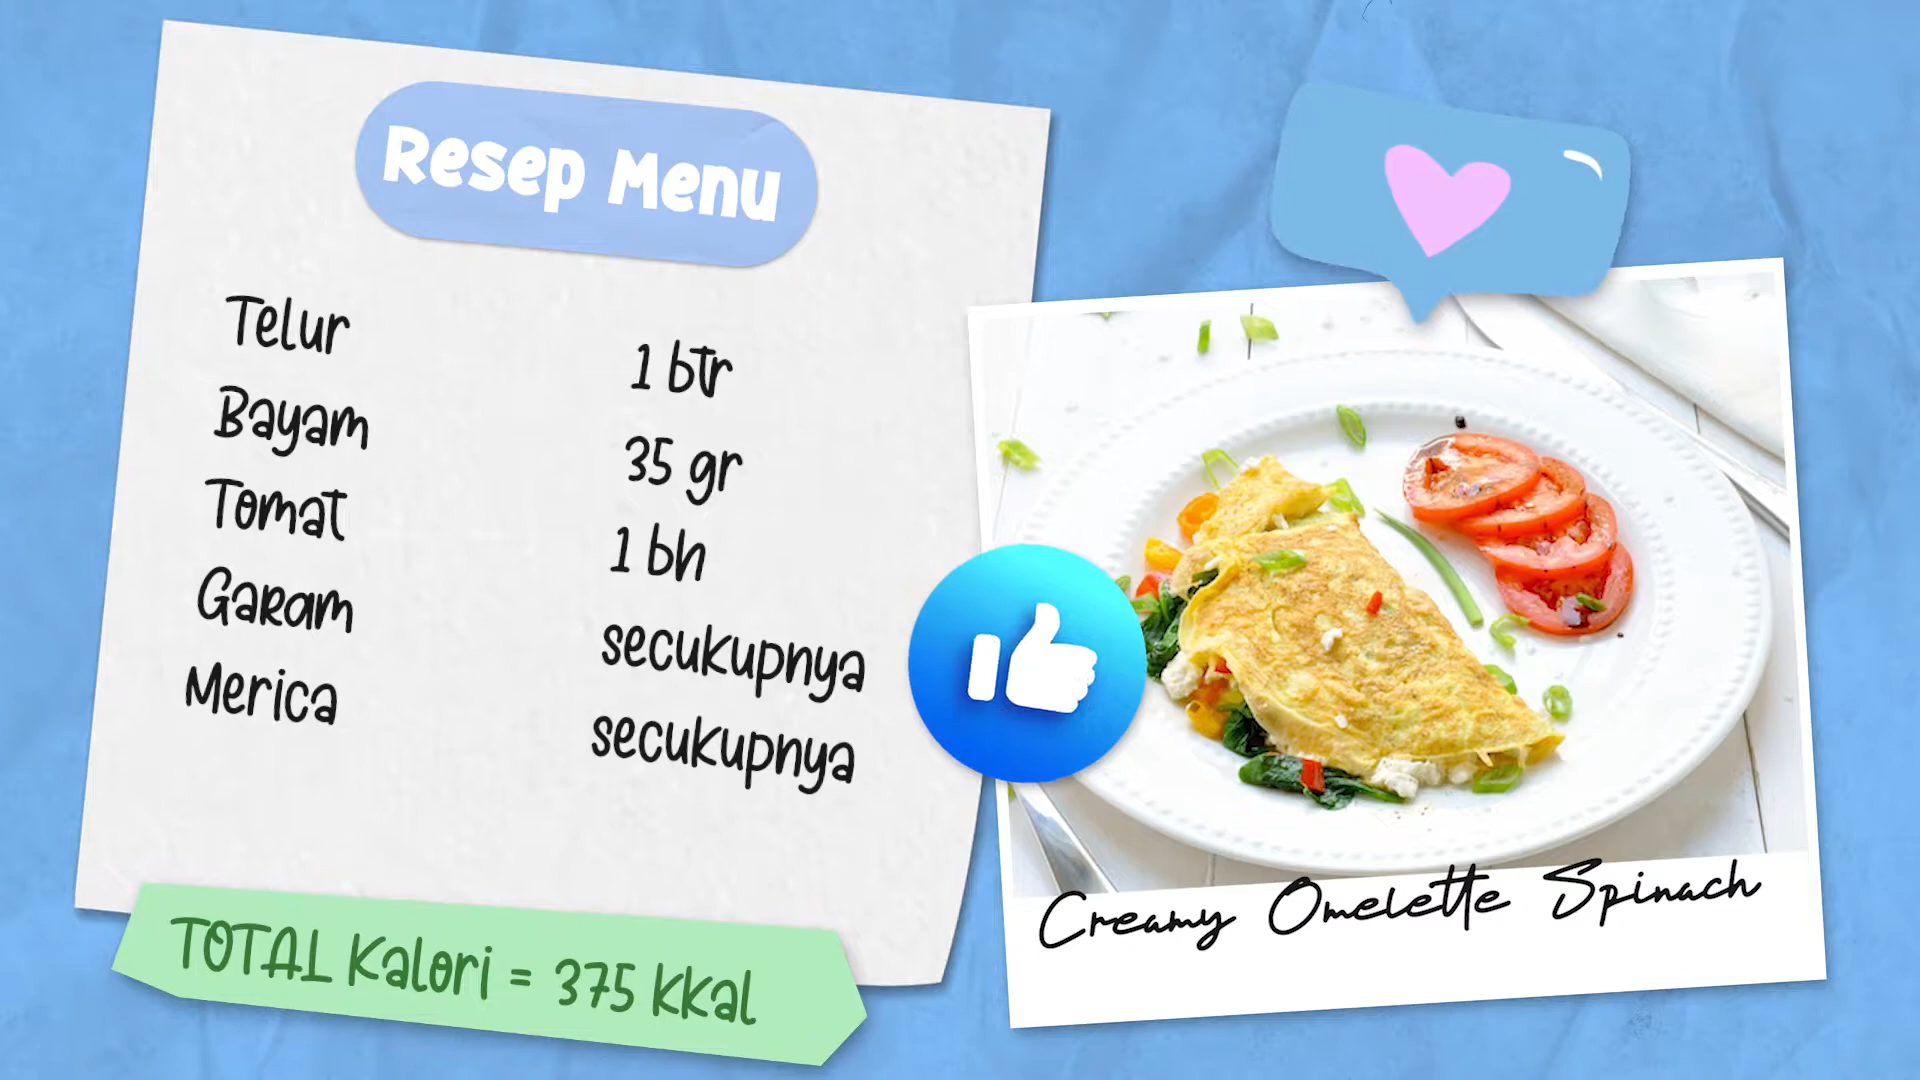 Resep Menu
Telur 1 btr
Bayam 35 gr
Tomat 1 bh
Garam secukupnya
Merica secukupnya
TOTAL Kalori = 375 KKal
Creamy Omelette Spinach